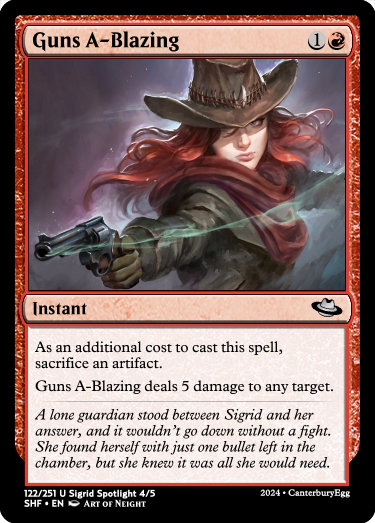 Guns A-Blazing 1
Instant
As an additional cost to cast this spell,
sacrifice an artifact.
Guns A-Blazing deals 5 damage to any target.
A lone guardian stood between Sigrid and her
answer, and it wouldn't go down without a fight.
She found herself with just one bullet left in the
chamber, but she knew it was all she would need.
122/251 U Sigrid Spotlight 4/5
SHF • EN Art of Neight
2024 • CanterburyEgg